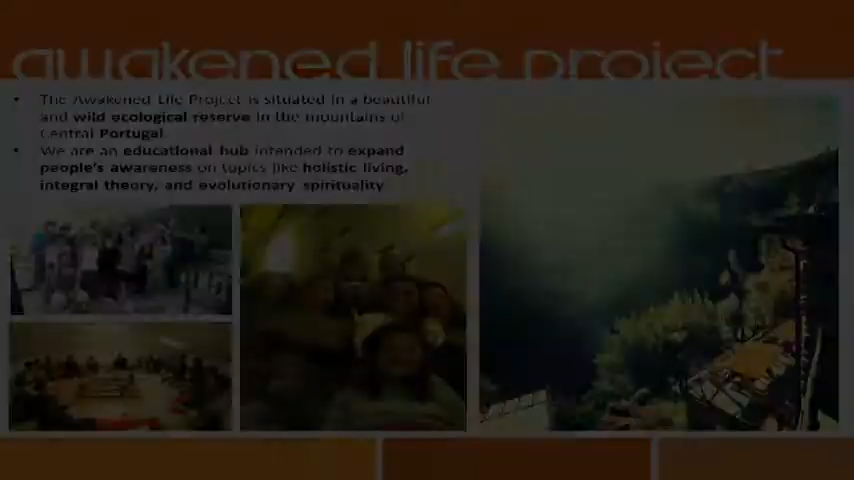 awakened life project
• The Awakened Life Project is situated in a beautiful
and wild ecological reserve in the mountains of
Central Portugal
• We are an educational hub intended to expand
people's awareness on topics like holistic living,
integral theory, and evolutionary spirituality